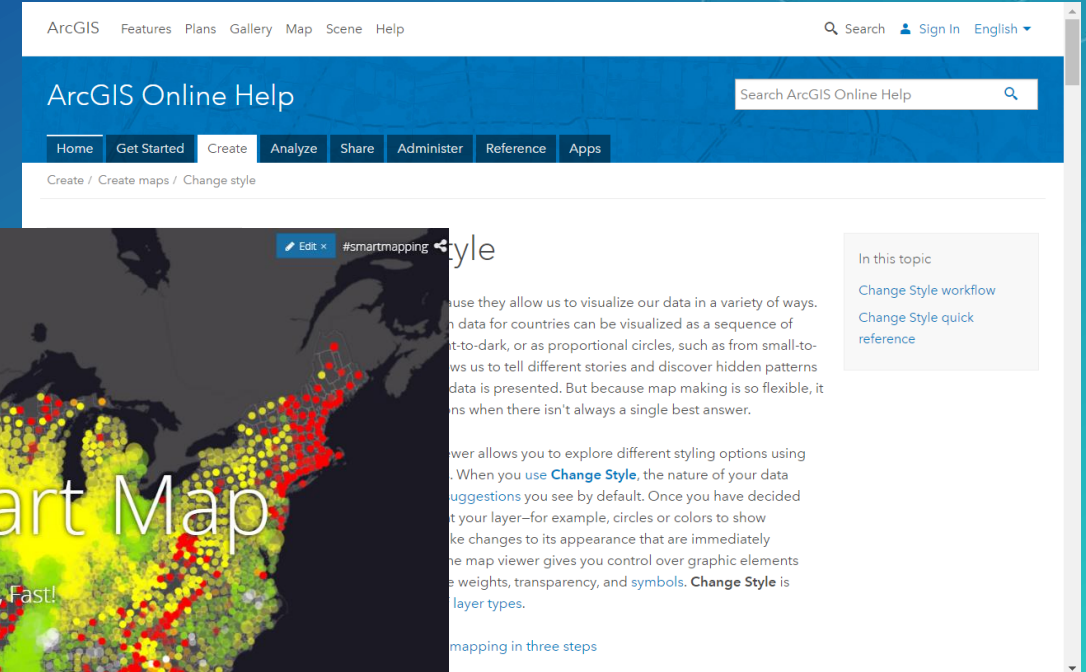 ArcGIS Features Plans Gallery Map Scene Help Search Sign In English
ArcGIS Online Help
Search ArcGIS Online Help
Home Get Started Create Analyze Share Administer Reference Apps
Create / Create maps / Change style
Edit × #smartmapping
tyle
In this topic
Change Style workflow
Change Style quick
reference
ause they allow us to visualize our data in a variety of ways.
data for countries can be visualized as a sequence of
t-to-dark, or as proportional circles, such as from small-to-
ws us to tell different stories and discover hidden patterns
data is presented. But because map making is so flexible, it
ons when there isn't always a single best answer.
ewer allows you to explore different styling options using
. When you use Change Style, the nature of your data
suggestions you see by default. Once you have decided
t your layer—for example, circles or colors to show
ke changes to its appearance that are immediately
he map viewer gives you control over graphic elements
e weights, transparency, and symbols. Change Style is
layer types.
mapping in three steps
art Map
, Fast!